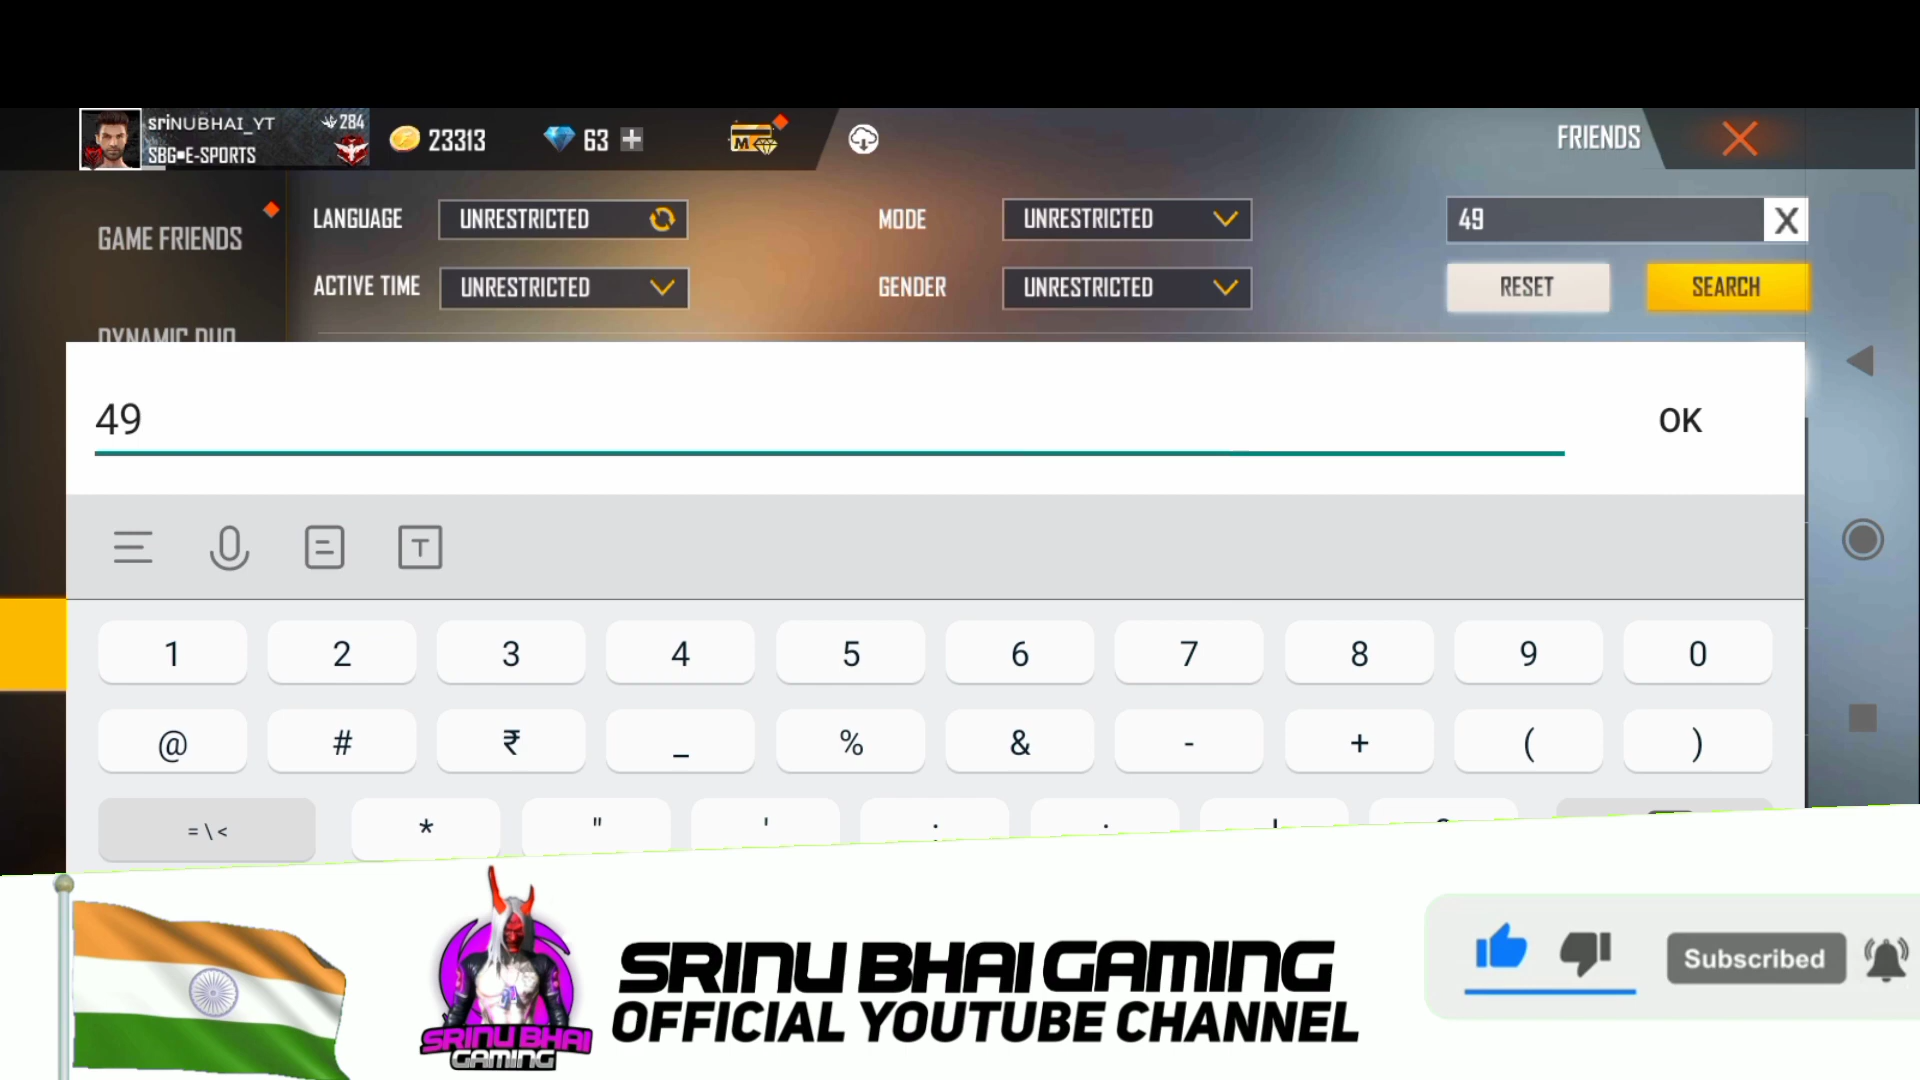 sriNUBHAI_YT
284
SBG▪E-SPORTS
23313
63
M
FRIENDS
GAME FRIENDS
LANGUAGE
UNRESTRICTED
MODE
UNRESTRICTED
49
X
ACTIVE TIME
UNRESTRICTED
GENDER
UNRESTRICTED
RESET
SEARCH
DYNAMIC DUO
49
OK
T
1 2 3 4 5 6 7 8 9 0
@ # ₹ _ % & - + ( )
=\< * " '
SRINU BHAI GAMING
OFFICIAL YOUTUBE CHANNEL
SRINU BHAI
GAMING
Subscribed